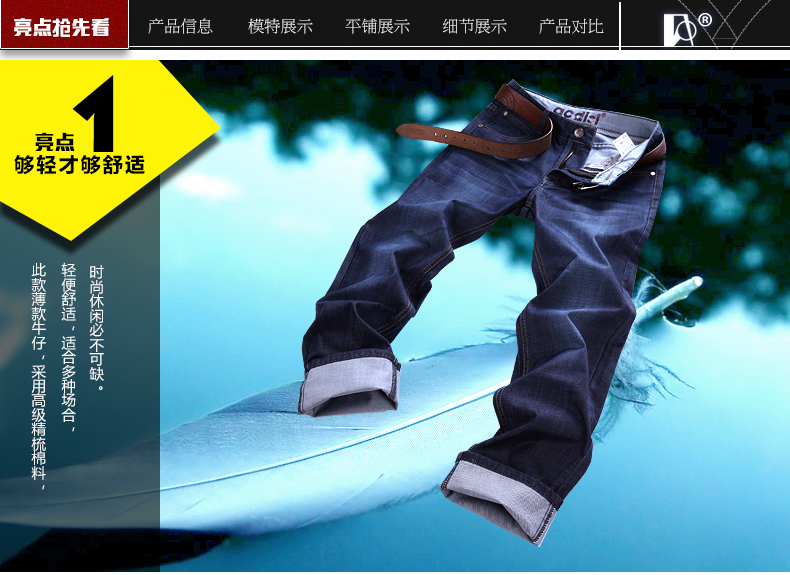 亮点抢先看
产品信息
模特展示
平铺展示
细节展示
产品对比
®
亮点
1
够轻才够舒适
时尚休闲必不可缺。
轻便舒适，适合多种场合，
此款薄款牛仔，采用高级精梳棉料，